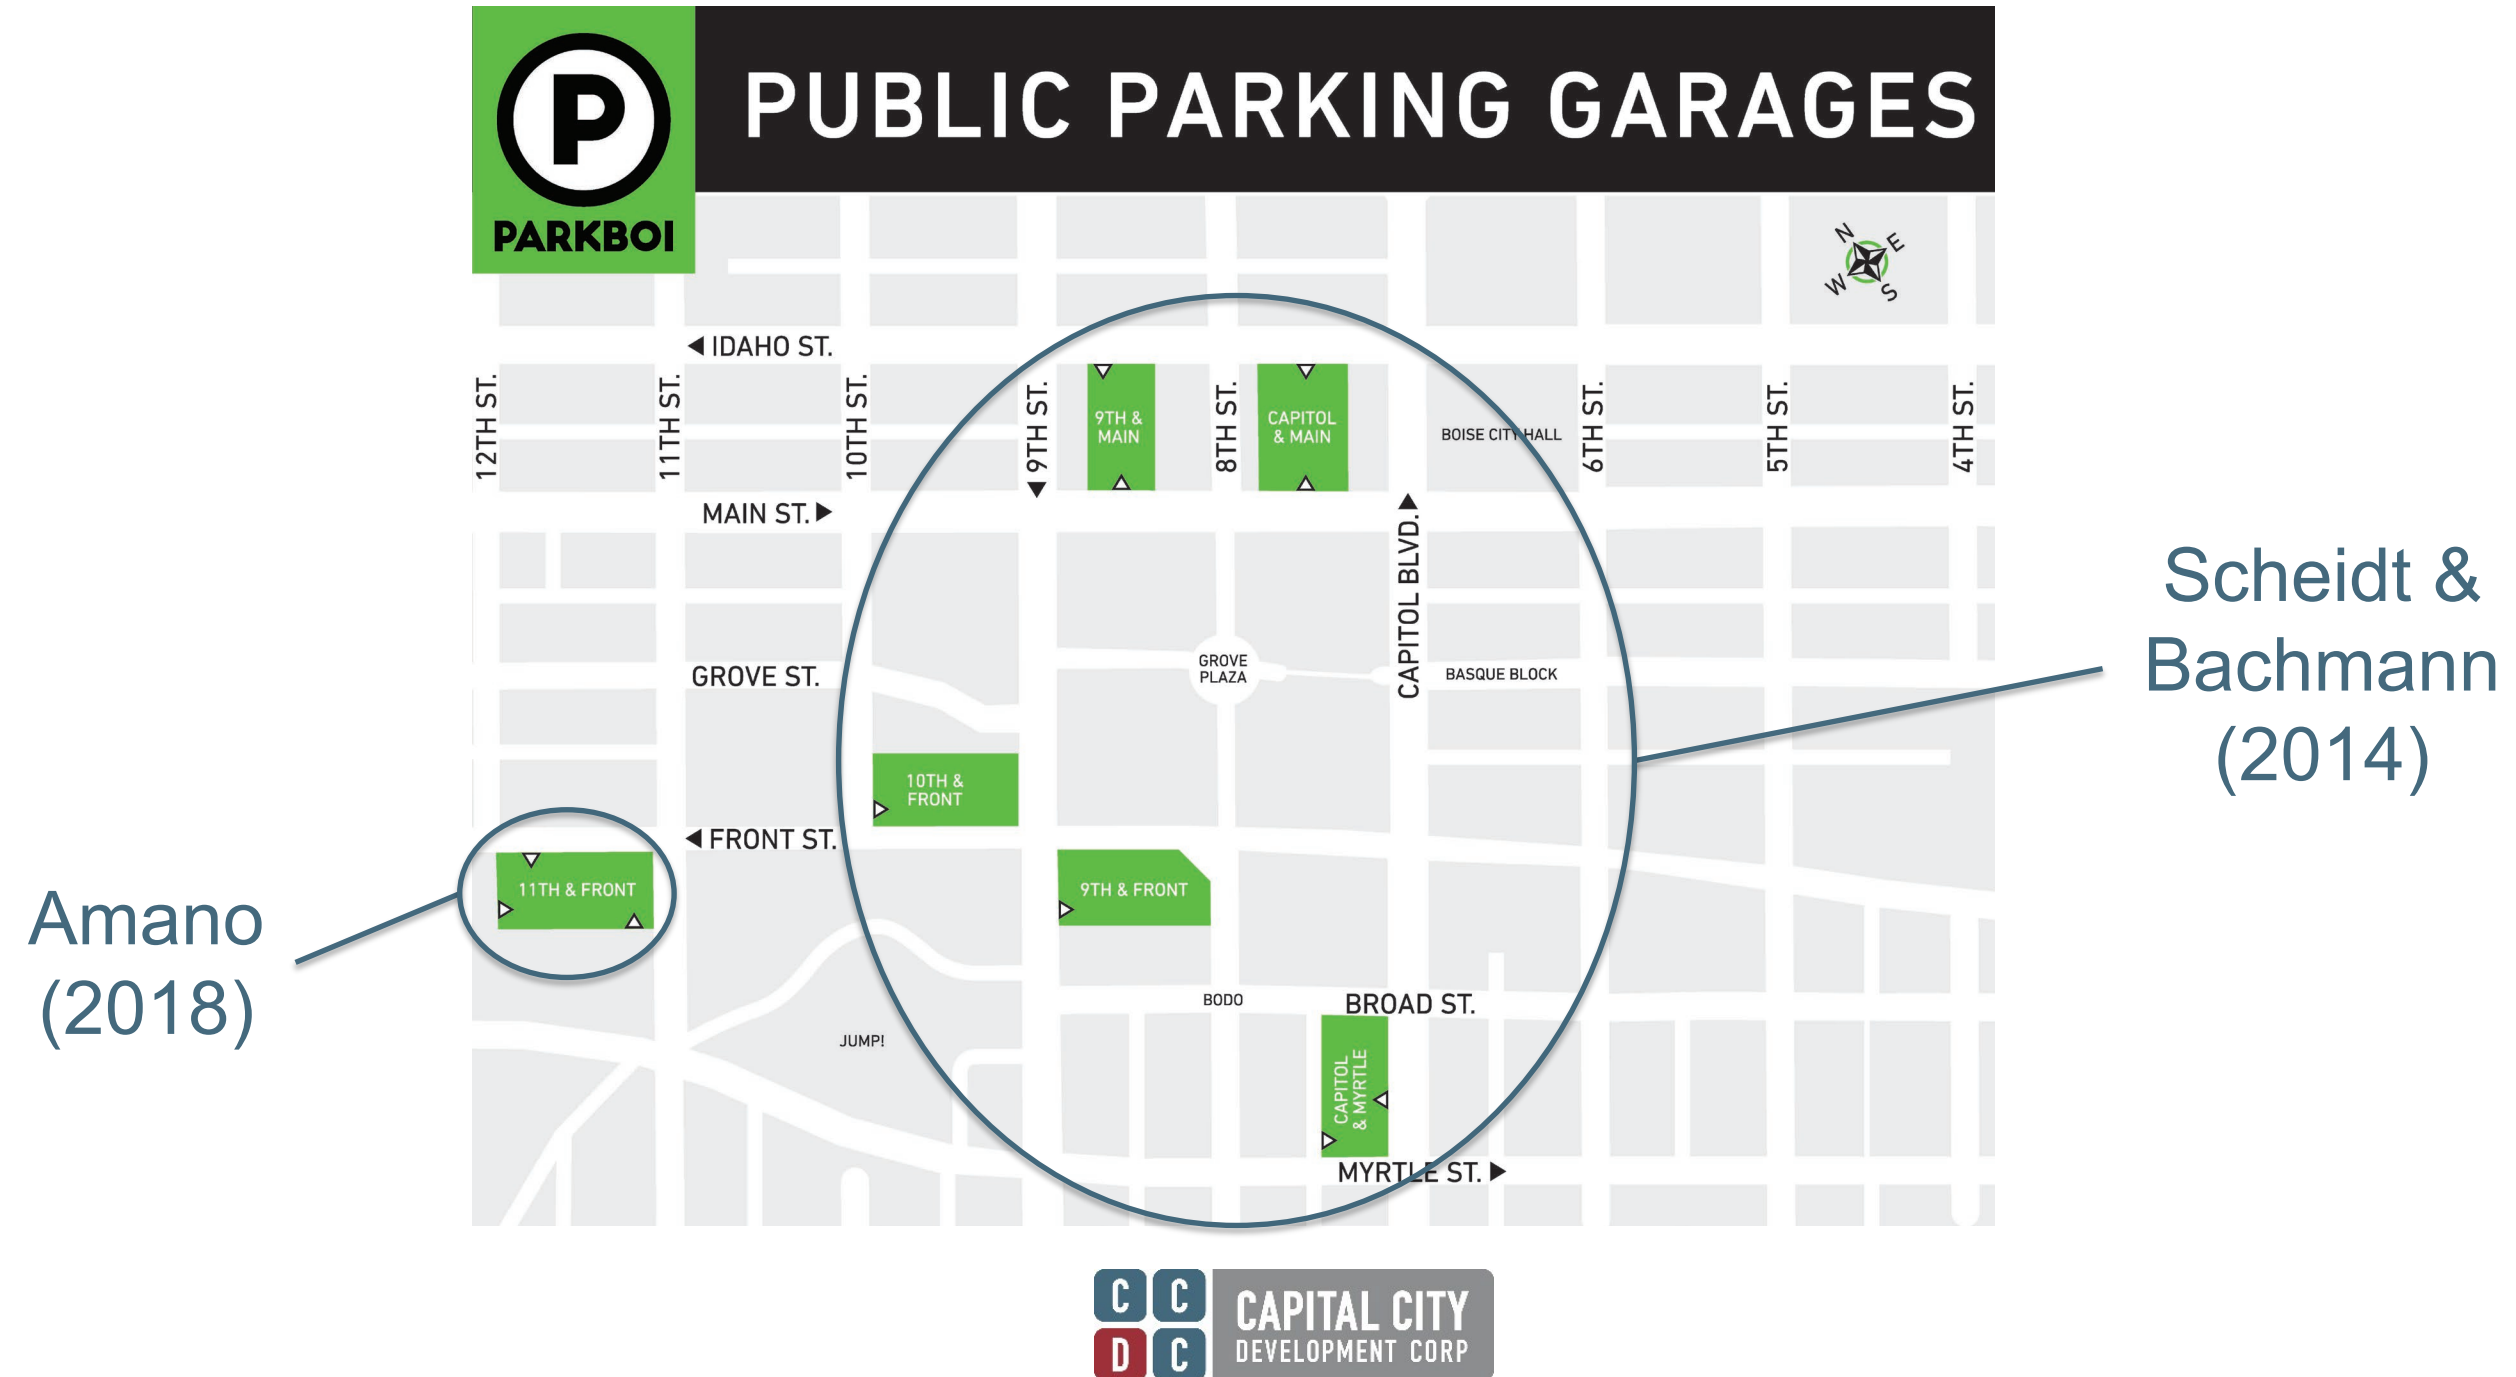 P
PARKBOI
PUBLIC PARKING GARAGES
N
E
W
S
IDAHO ST.
12TH ST.
11TH ST.
10TH ST.
9TH ST.
8TH ST.
6TH ST.
5TH ST.
4TH ST.
9TH &
MAIN
CAPITOL
& MAIN
BOISE CITY HALL
MAIN ST.
CAPITOL BLVD.
GROVE ST.
GROVE
PLAZA
BASQUE BLOCK
10TH &
FRONT
FRONT ST.
11TH & FRONT
9TH & FRONT
BODO
BROAD ST.
JUMP!
CAPITOL
& MYRTLE
MYRTLE ST.
Amano
(2018)
Scheidt &
Bachmann
(2014)
C C
D C
CAPITAL CITY
DEVELOPMENT CORP